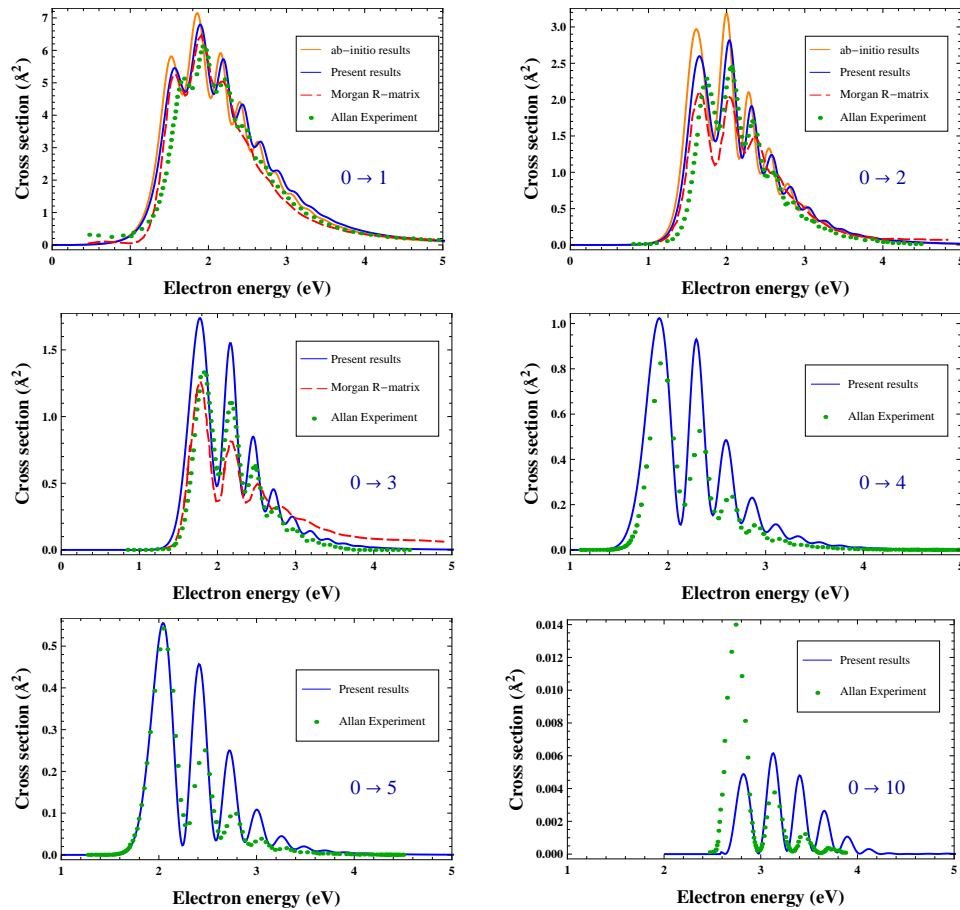 ab−initio results
Present results
Morgan R−matrix
Allan Experiment
0 → 1
Cross section (Å2)
7
6
5
4
3
2
1
0
0 1 2 3 4 5
Electron energy (eV)
ab−initio results
Present results
Morgan R−matrix
Allan Experiment
0 → 2
Cross section (Å2)
3.0
2.5
2.0
1.5
1.0
0.5
0.0
0 1 2 3 4 5
Electron energy (eV)
Present results
Morgan R−matrix
Allan Experiment
0 → 3
Cross section (Å2)
1.5
1.0
0.5
0.0
0 1 2 3 4 5
Electron energy (eV)
Present results
Allan Experiment
0 → 4
Cross section (Å2)
1.0
0.8
0.6
0.4
0.2
0.0
1 2 3 4 5
Electron energy (eV)
Present results
Allan Experiment
0 → 5
Cross section (Å2)
0.5
0.4
0.3
0.2
0.1
0.0
1 2 3 4 5
Electron energy (eV)
Present results
Allan Experiment
0 → 10
Cross section (Å2)
0.014
0.012
0.010
0.008
0.006
0.004
0.002
0.000
1 2 3 4 5
Electron energy (eV)